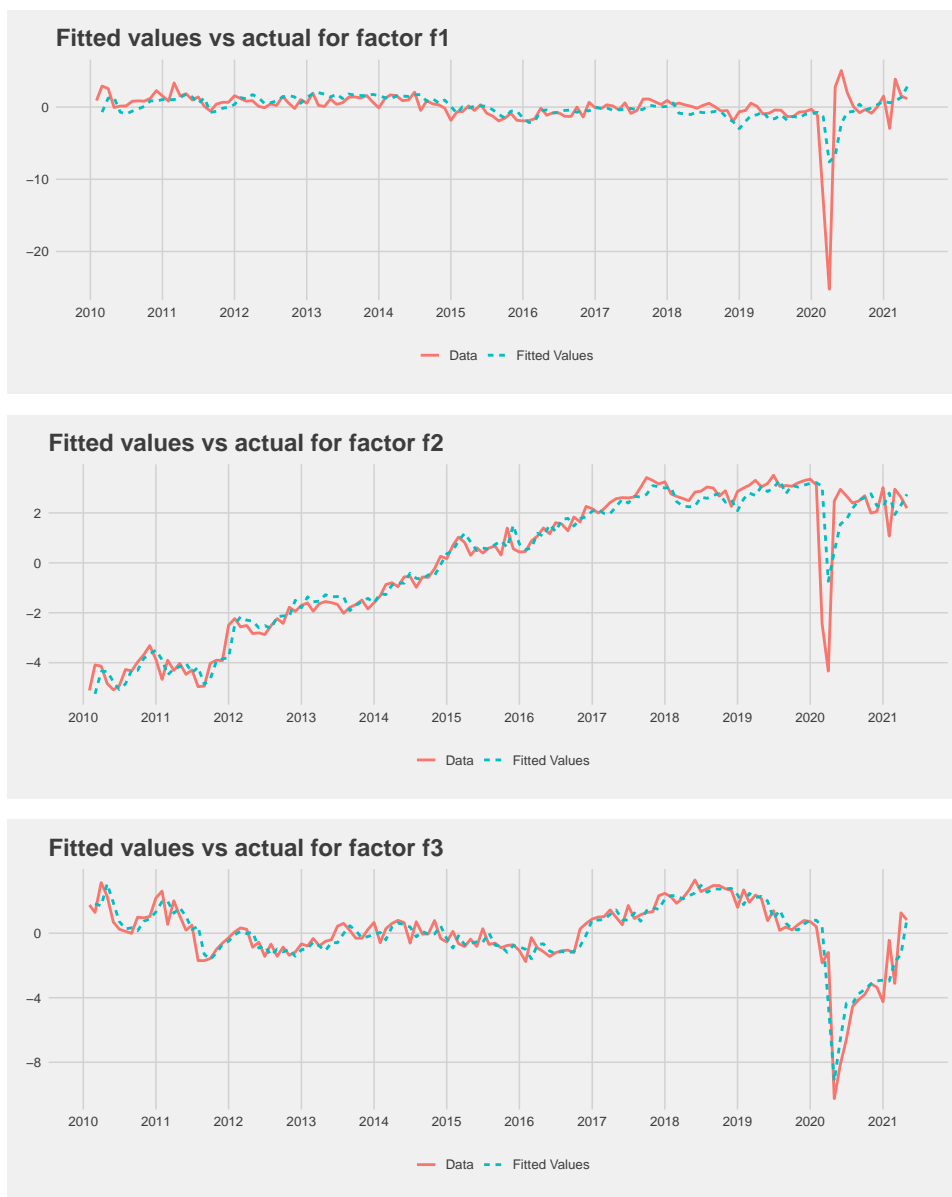 Fitted values vs actual for factor f1
0
−10
−20
2010 2011 2012 2013 2014 2015 2016 2017 2018 2019 2020 2021
Data Fitted Values
Fitted values vs actual for factor f2
2
0
−2
−4
2010 2011 2012 2013 2014 2015 2016 2017 2018 2019 2020 2021
Data Fitted Values
Fitted values vs actual for factor f3
0
−4
−8
2010 2011 2012 2013 2014 2015 2016 2017 2018 2019 2020 2021
Data Fitted Values